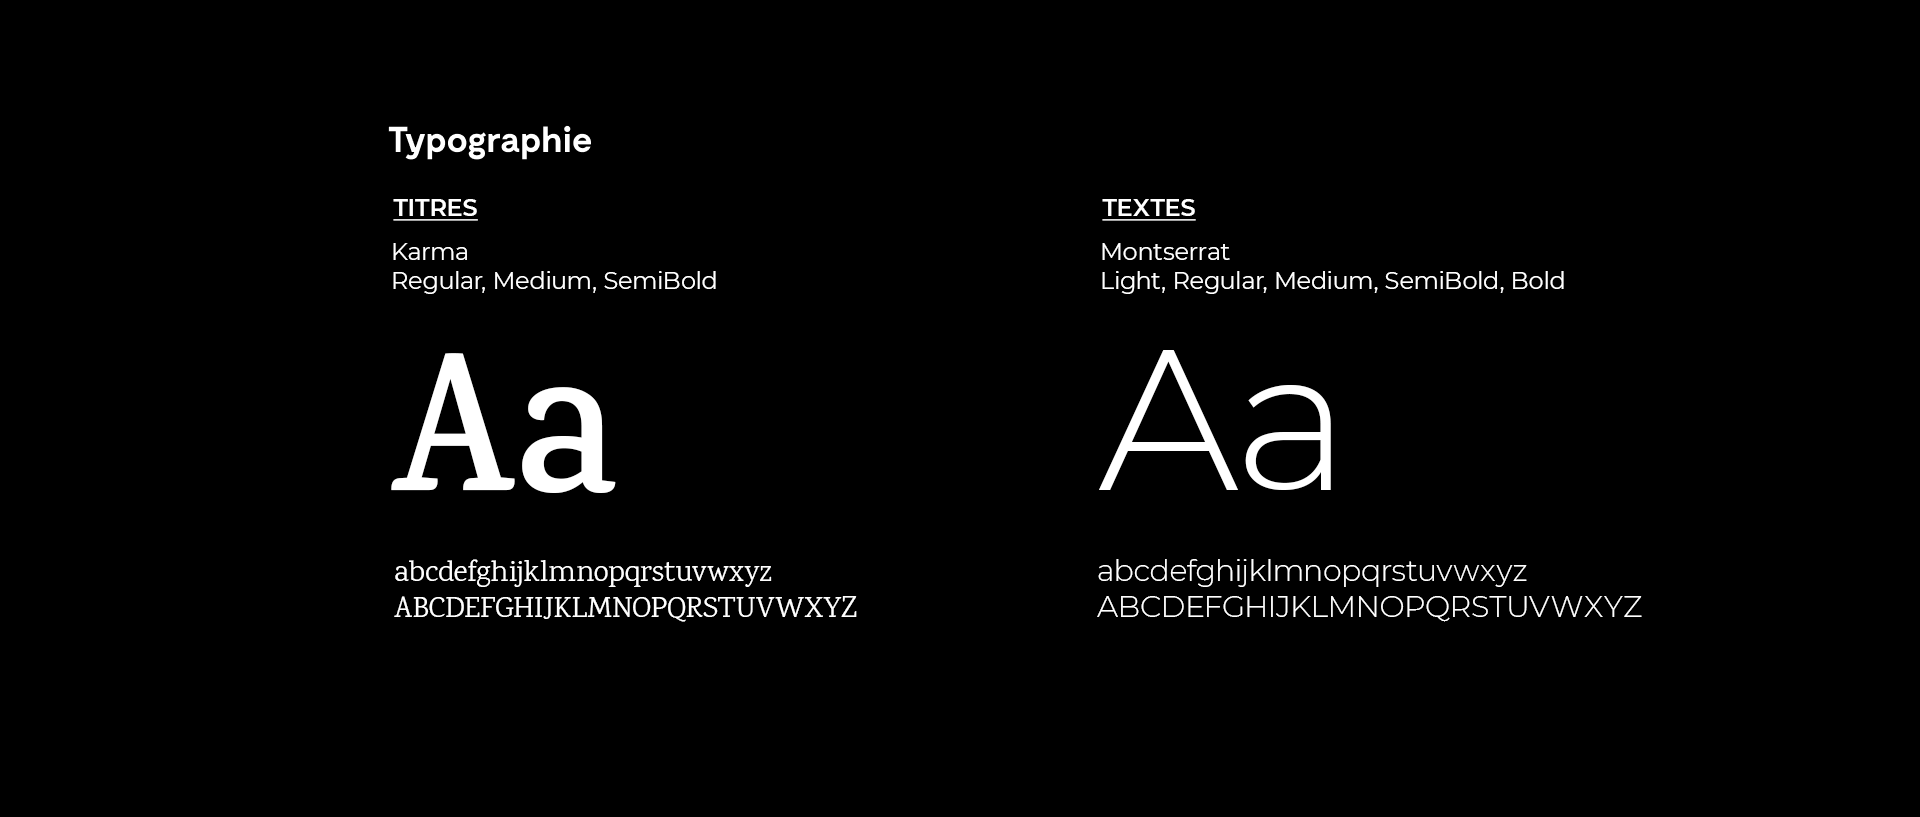 Typographie
TITRES
Karma
Regular, Medium, SemiBold
Aa
abcdefghijklmnopqrstuvwxyz
ABCDEFGHIJKLMNOPQRSTUVWXYZ
TEXTES
Montserrat
Light, Regular, Medium, SemiBold, Bold
Aa
abcdefghijklmnopqrstuvwxyz
ABCDEFGHIJKLMNOPQRSTUVWXYZ